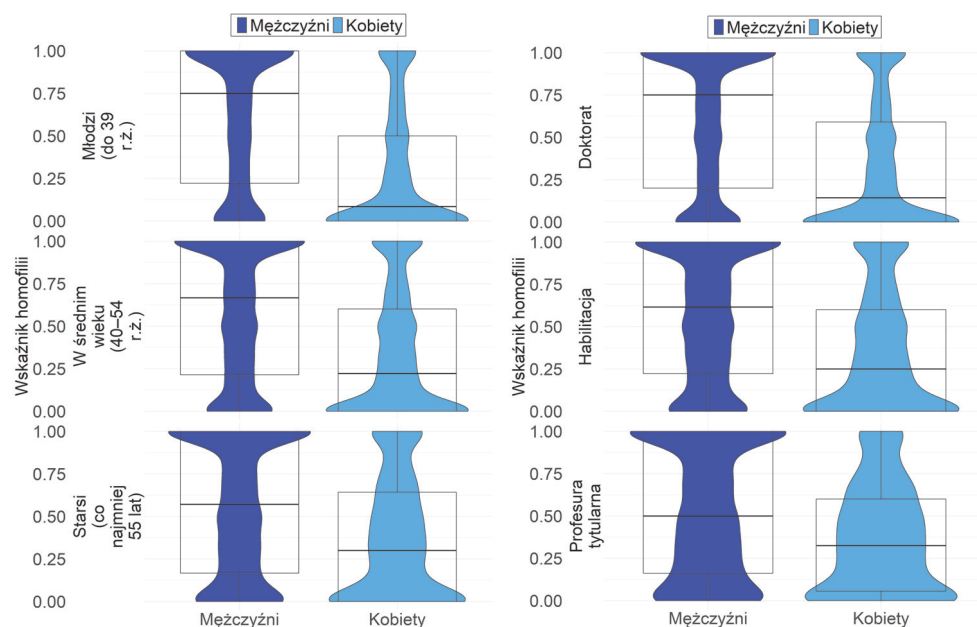 Mężczyźni Kobiety
Wskaźnik homofilii
Młodzi
(do 39
r.ż.)
1.00
0.75
0.50
0.25
0.00
W średnim
wieku
(40–54
r.ż.)
1.00
0.75
0.50
0.25
0.00
Starsi
(co
najmniej
55 lat)
1.00
0.75
0.50
0.25
0.00
Mężczyźni Kobiety
Mężczyźni Kobiety
Wskaźnik homofilii
Doktorat
1.00
0.75
0.50
0.25
0.00
Habilitacja
1.00
0.75
0.50
0.25
0.00
Profesura
tytularna
1.00
0.75
0.50
0.25
0.00
Mężczyźni Kobiety